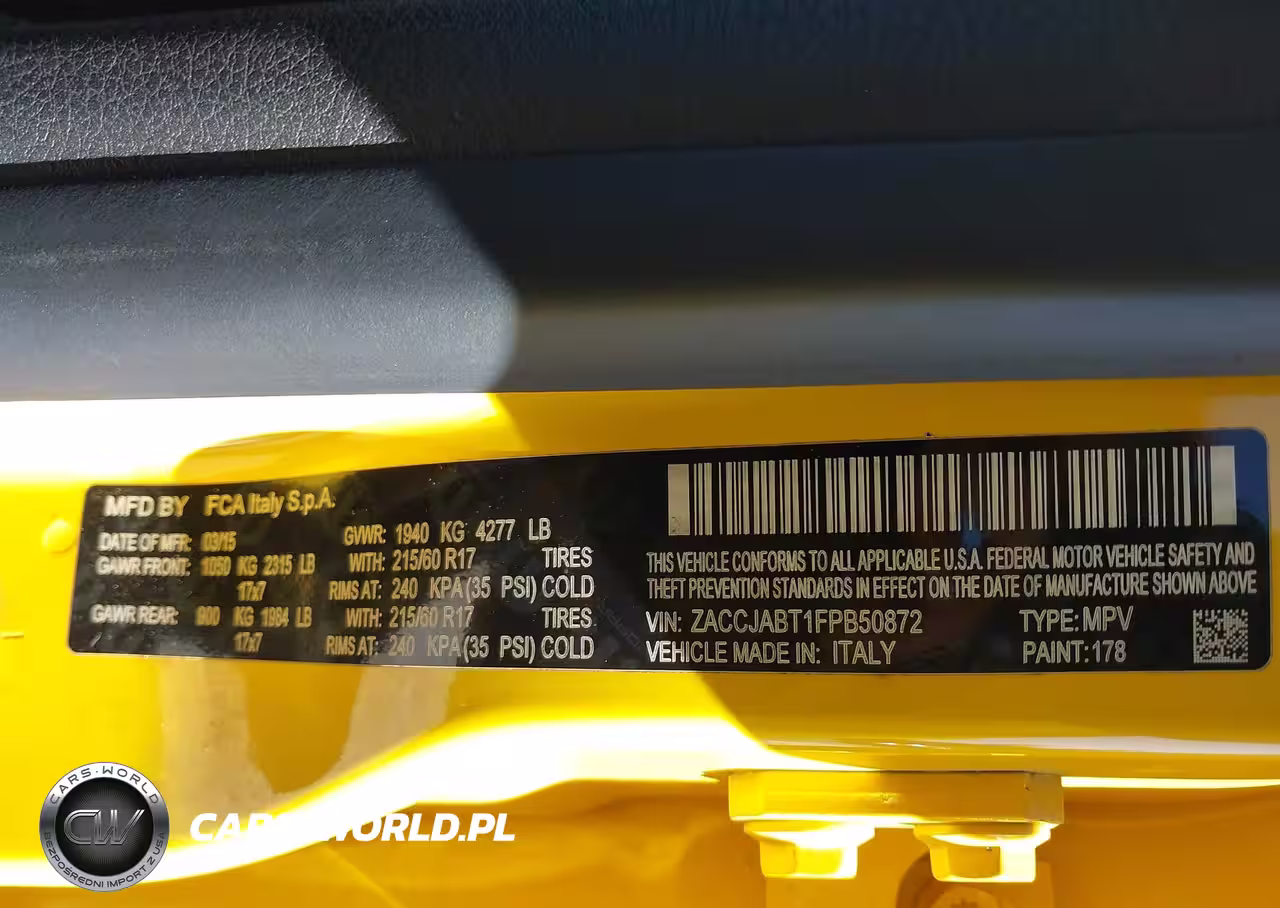 MFD BY FCA Italy S.p.A.
DATE OF MFR: 03/15 GVWR: 1940 KG 4277 LB
GAWR FRONT: 1050 KG 2315 LB WITH: 215/60 R17 TIRES
17x7 RIMS AT: 240 KPA(35 PSI) COLD
GAWR REAR: 900 KG 1984 LB WITH: 215/60 R17 TIRES
17x7 RIMS AT: 240 KPA(35 PSI) COLD
THIS VEHICLE CONFORMS TO ALL APPLICABLE U.S.A. FEDERAL MOTOR VEHICLE SAFETY AND
THEFT PREVENTION STANDARDS IN EFFECT ON THE DATE OF MANUFACTURE SHOWN ABOVE
VIN: ZACCJABT1FPB50872 TYPE: MPV
VEHICLE MADE IN: ITALY PAINT: 178
CARS-WORLD
CW
BEZPOŚREDNI IMPORT Z USA
CARS-WORLD.PL